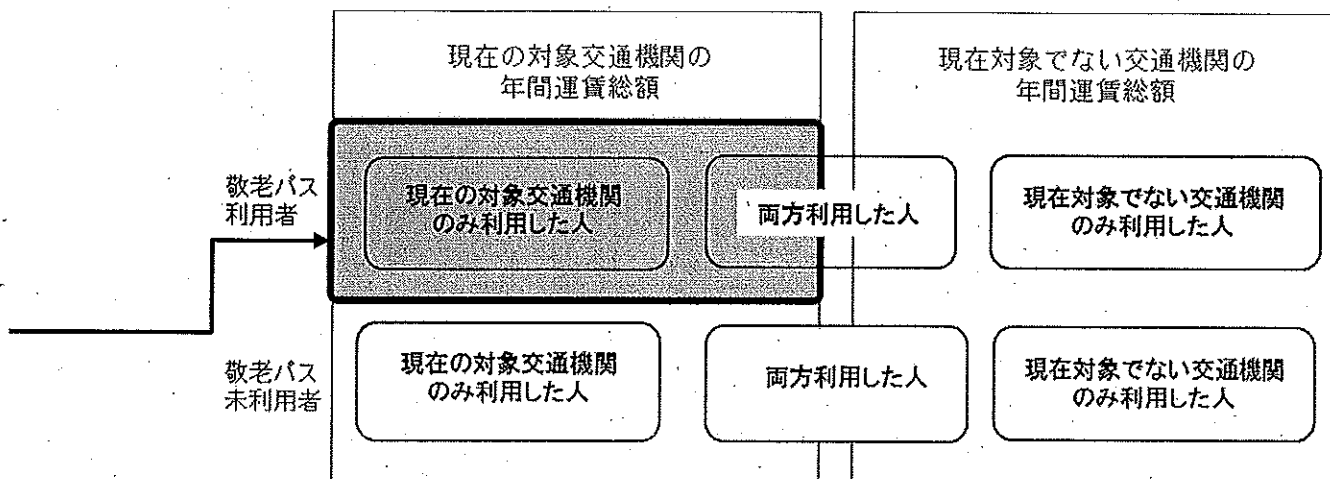 現在の対象交通機関の
年間運賃総額
現在対象でない交通機関の
年間運賃総額
敬老パス
利用者
現在の対象交通機関
のみ利用した人
両方利用した人
現在対象でない交通機関
のみ利用した人
敬老パス
未利用者
現在の対象交通機関
のみ利用した人
両方利用した人
現在対象でない交通機関
のみ利用した人